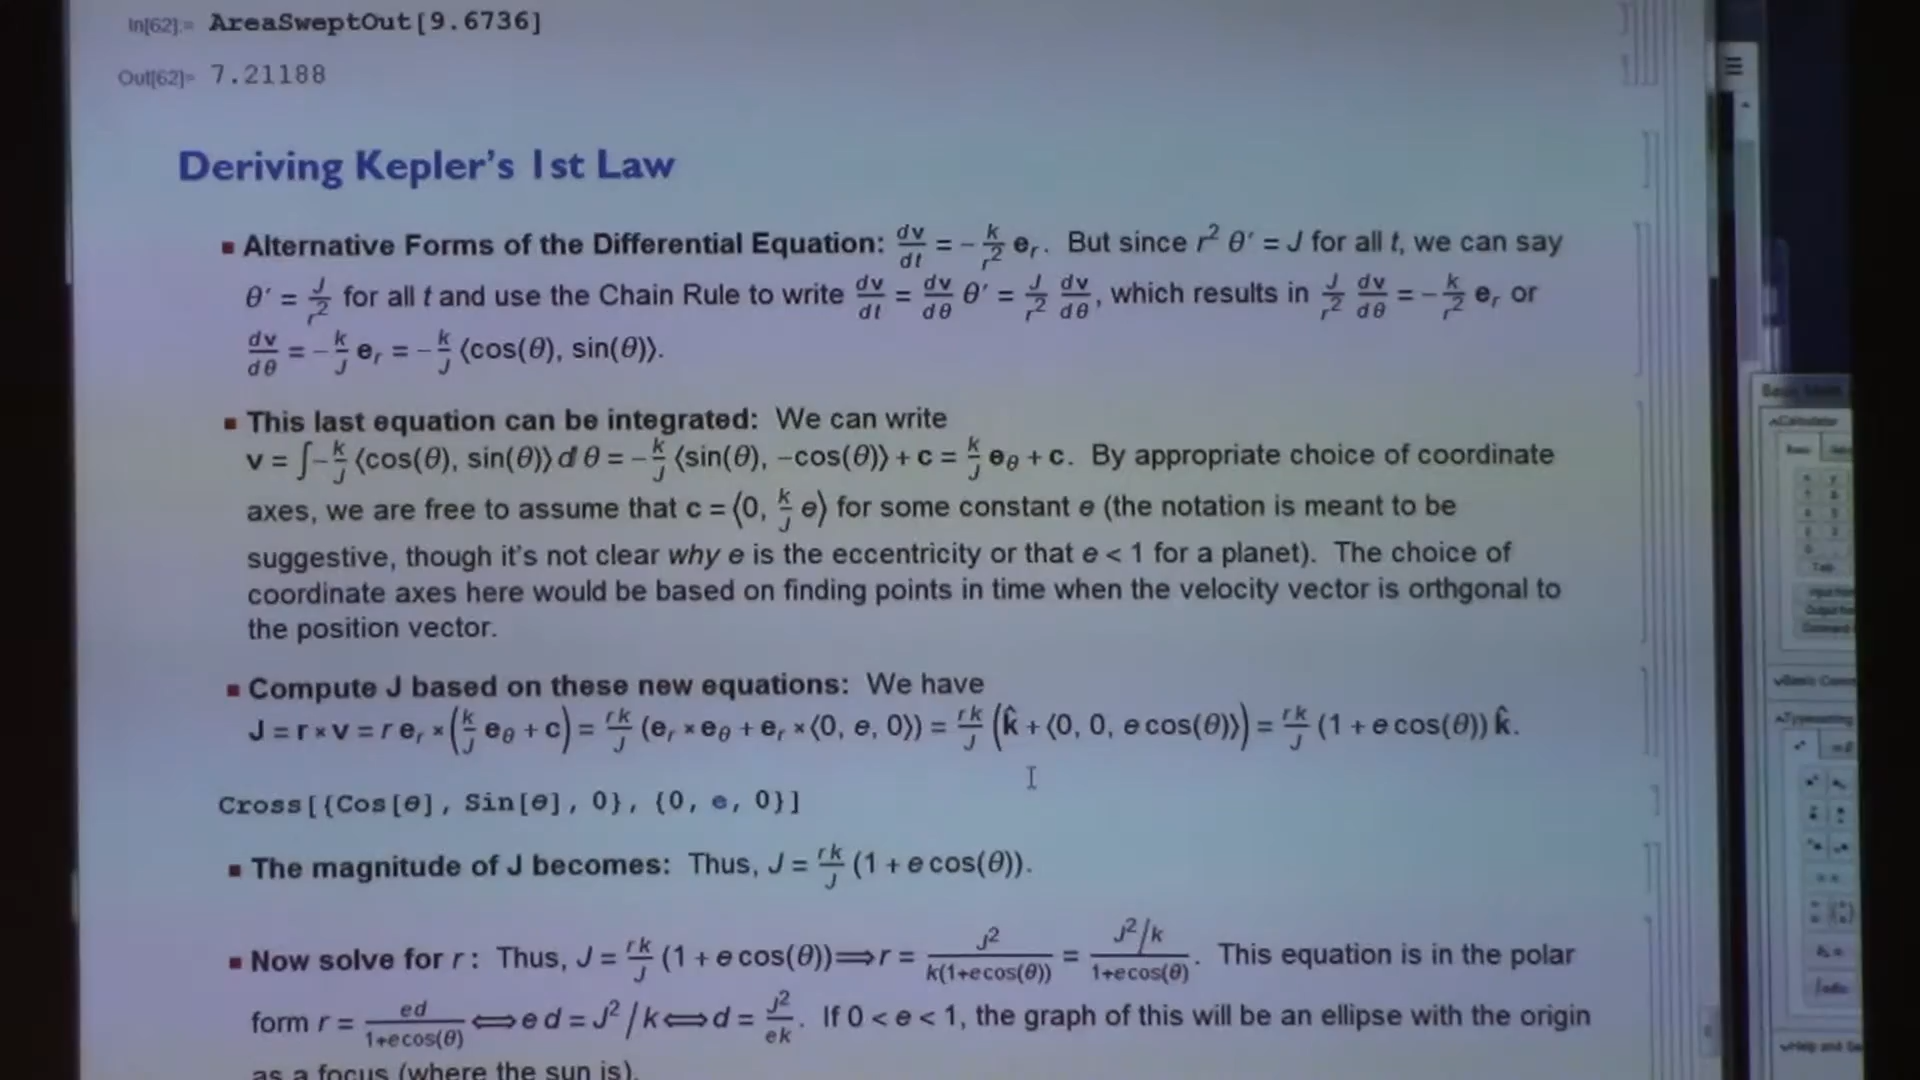 In[62]:= AreaSweptOut[9.6736]
Out[62]= 7.21188
Deriving Kepler's 1st Law
▪ Alternative Forms of the Differential Equation: dv/dt = -k/r² e_r. But since r² θ′ = J for all t, we can say
θ′ = J/r² for all t and use the Chain Rule to write dv/dt = dv/dθ θ′ = J/r² dv/dθ, which results in J/r² dv/dθ = -k/r² e_r or
dv/dθ = -k/J e_r = -k/J ⟨cos(θ), sin(θ)⟩.
▪ This last equation can be integrated: We can write
v = ∫-k/J ⟨cos(θ), sin(θ)⟩ dθ = -k/J ⟨sin(θ), -cos(θ)⟩ + c = k/J e_θ + c. By appropriate choice of coordinate
axes, we are free to assume that c = ⟨0, k/J e⟩ for some constant e (the notation is meant to be
suggestive, though it's not clear why e is the eccentricity or that e < 1 for a planet). The choice of
coordinate axes here would be based on finding points in time when the velocity vector is orthgonal to
the position vector.
▪ Compute J based on these new equations: We have
J = r × v = r e_r × (k/J e_θ + c) = rk/J (e_r × e_θ + e_r × ⟨0, e, 0⟩) = rk/J (k̂ + ⟨0, 0, e cos(θ)⟩) = rk/J (1 + e cos(θ)) k̂.
Cross[{Cos[θ], Sin[θ], 0}, {0, e, 0}]
▪ The magnitude of J becomes: Thus, J = rk/J (1 + e cos(θ)).
▪ Now solve for r: Thus, J = rk/J (1 + e cos(θ)) ⟹ r = J²/k(1+e cos(θ)) = J²/k/1+e cos(θ). This equation is in the polar
form r = ed/1+e cos(θ) ⟺ e d = J²/k ⟺ d = J²/ek. If 0 < e < 1, the graph of this will be an ellipse with the origin
as a focus (where the sun is).